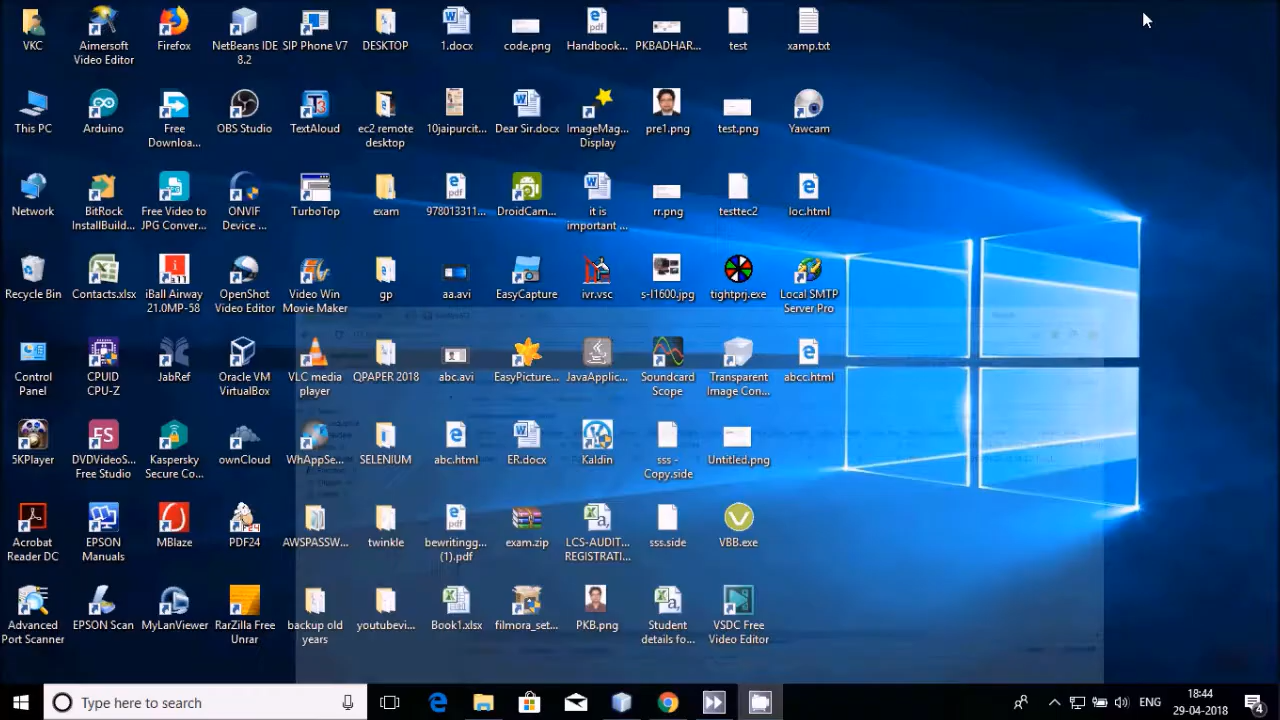 VKC
Aimersoft
Video Editor
Firefox
NetBeans IDE
8.2
SIP Phone V7
DESKTOP
1.docx
code.png
Handbook...
PKBADHAR...
test
xamp.txt
This PC
Arduino
Free
Downloa...
OBS Studio
TextAloud
ec2 remote
desktop
10jaipurcit...
Dear Sir.docx
ImageMag...
Display
pre1.png
test.png
Yawcam
Network
BitRock
InstallBuild...
Free Video to
JPG Conver...
ONVIF
Device ...
TurboTop
exam
978013311...
DroidCam...
it is
important ...
rr.png
testtec2
loc.html
Recycle Bin
Contacts.xlsx
iBall Airway
21.0MP-58
OpenShot
Video Editor
Video Win
Movie Maker
gp
aa.avi
EasyCapture
ivr.vsc
s-l1600.jpg
tightprj.exe
Local SMTP
Server Pro
Control
Panel
CPUID
CPU-Z
JabRef
Oracle VM
VirtualBox
VLC media
player
QPAPER 2018
abc.avi
EasyPicture...
JavaApplic...
Soundcard
Scope
Transparent
Image Con...
abcc.html
5KPlayer
DVDVideoS...
Free Studio
Kaspersky
Secure Co...
ownCloud
WhAppSe...
SELENIUM
abc.html
ER.docx
Kaldin
sss -
Copy.side
Untitled.png
Acrobat
Reader DC
EPSON
Manuals
MBlaze
PDF24
AWSPASSW...
twinkle
bewritingg...
(1).pdf
exam.zip
LCS-AUDIT...
REGISTRATI...
sss.side
VBB.exe
Advanced
Port Scanner
EPSON Scan
MyLanViewer
RarZilla Free
Unrar
backup old
years
youtubevi...
Book1.xlsx
filmora_set...
PKB.png
Student
details fo...
VSDC Free
Video Editor
Type here to search
ENG
18:44
29-04-2018
4